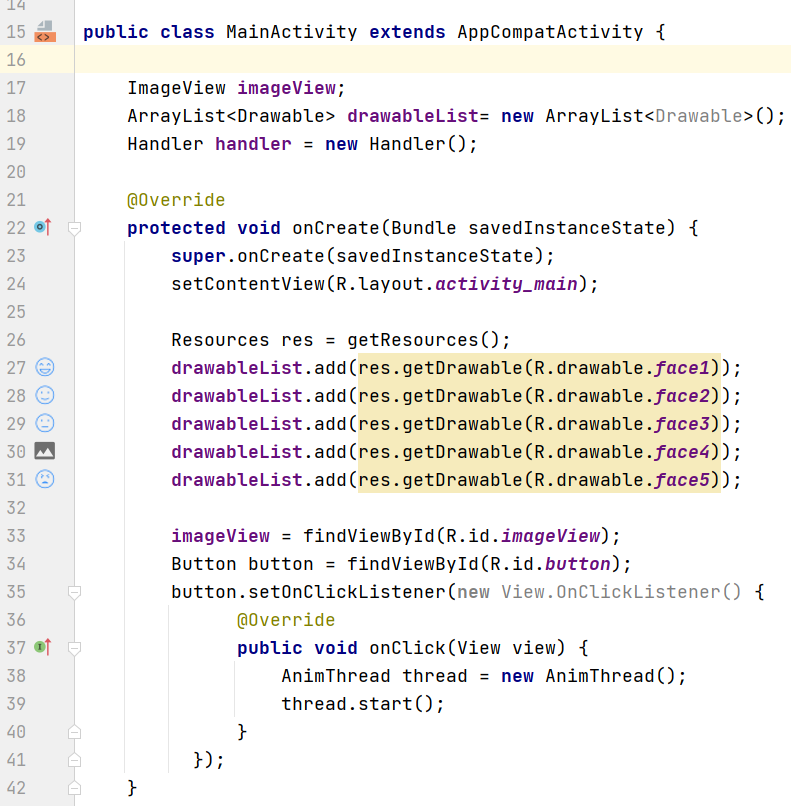 14
15 public class MainActivity extends AppCompatActivity {
16
17     ImageView imageView;
18     ArrayList<Drawable> drawableList= new ArrayList<Drawable>();
19     Handler handler = new Handler();
20
21     @Override
22     protected void onCreate(Bundle savedInstanceState) {
23         super.onCreate(savedInstanceState);
24         setContentView(R.layout.activity_main);
25
26         Resources res = getResources();
27         drawableList.add(res.getDrawable(R.drawable.face1));
28         drawableList.add(res.getDrawable(R.drawable.face2));
29         drawableList.add(res.getDrawable(R.drawable.face3));
30         drawableList.add(res.getDrawable(R.drawable.face4));
31         drawableList.add(res.getDrawable(R.drawable.face5));
32
33         imageView = findViewById(R.id.imageView);
34         Button button = findViewById(R.id.button);
35         button.setOnClickListener(new View.OnClickListener() {
36               @Override
37               public void onClick(View view) {
38                   AnimThread thread = new AnimThread();
39                   thread.start();
40               }
41           });
42     }